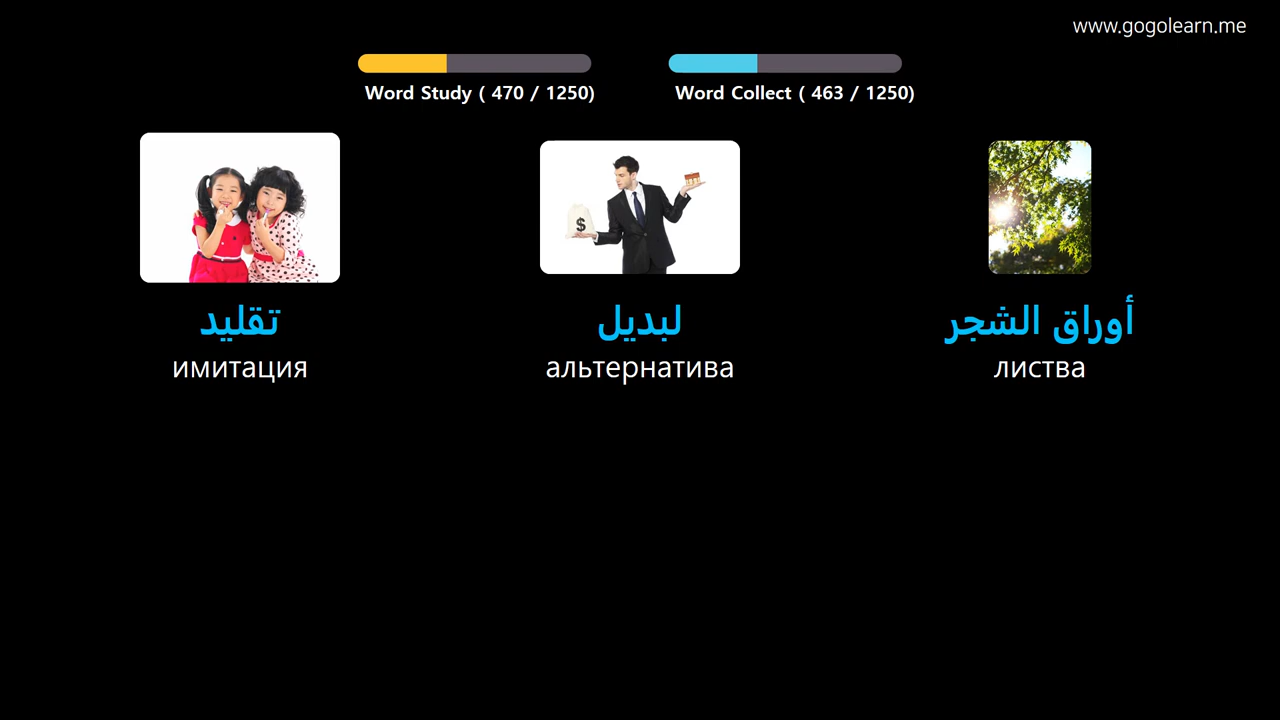 www.gogolearn.me
Word Study ( 470 / 1250)
Word Collect ( 463 / 1250)
$
تقليد
имитация
لبديل
альтернатива
أوراق الشجر
листва